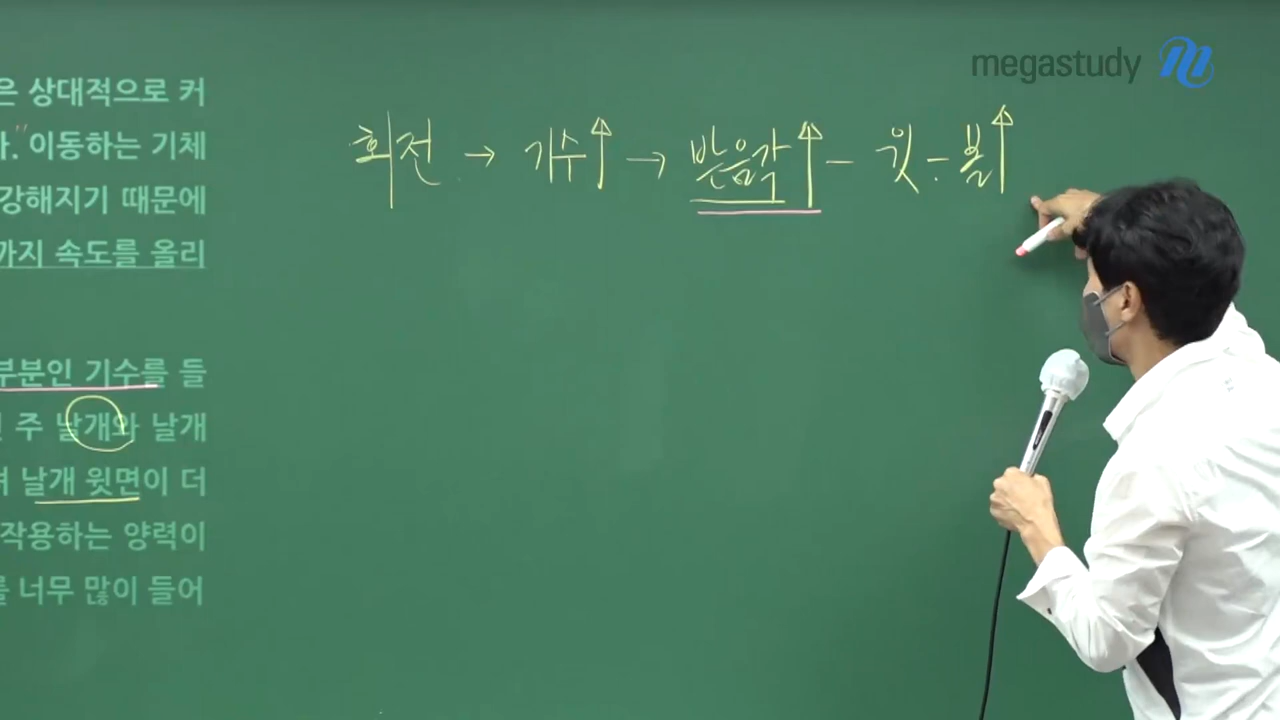 megastudy
은 상대적으로 커
회전 → 기수↑ → 받음각↑ - 윗-볼↑
다. 이동하는 기체
강해지기 때문에
까지 속도를 올리
부분인 기수를 들
주 날개와 날개
날개 윗면이 더
작용하는 양력이
를 너무 많이 들어